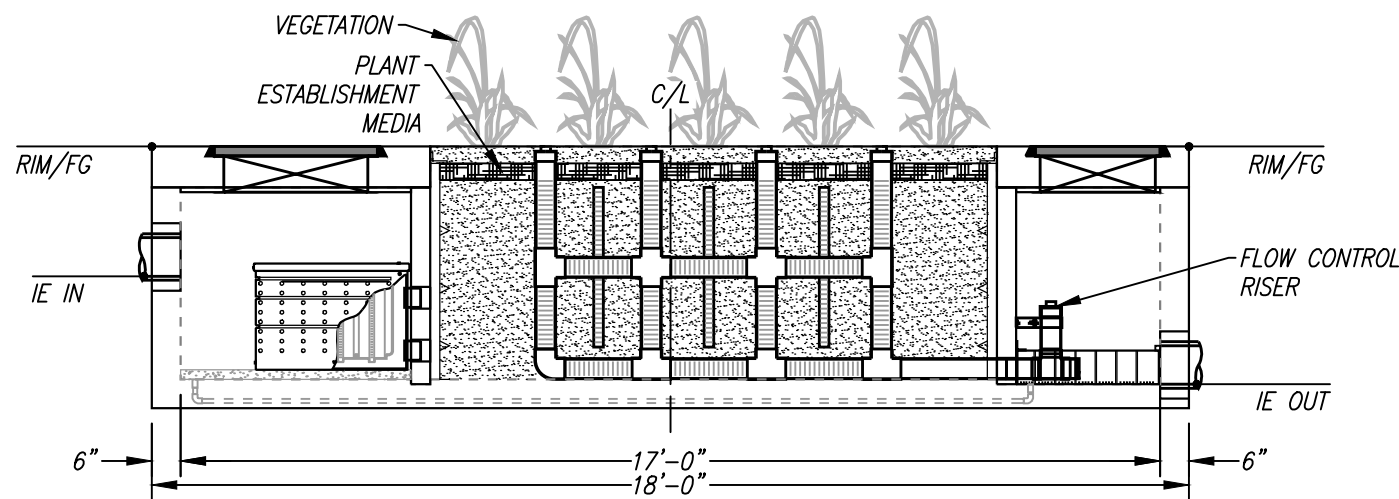 VEGETATION
PLANT
ESTABLISHMENT
MEDIA
C/L
RIM/FG
RIM/FG
IE IN
FLOW CONTROL
RISER
IE OUT
6"
17'-0"
6"
18'-0"